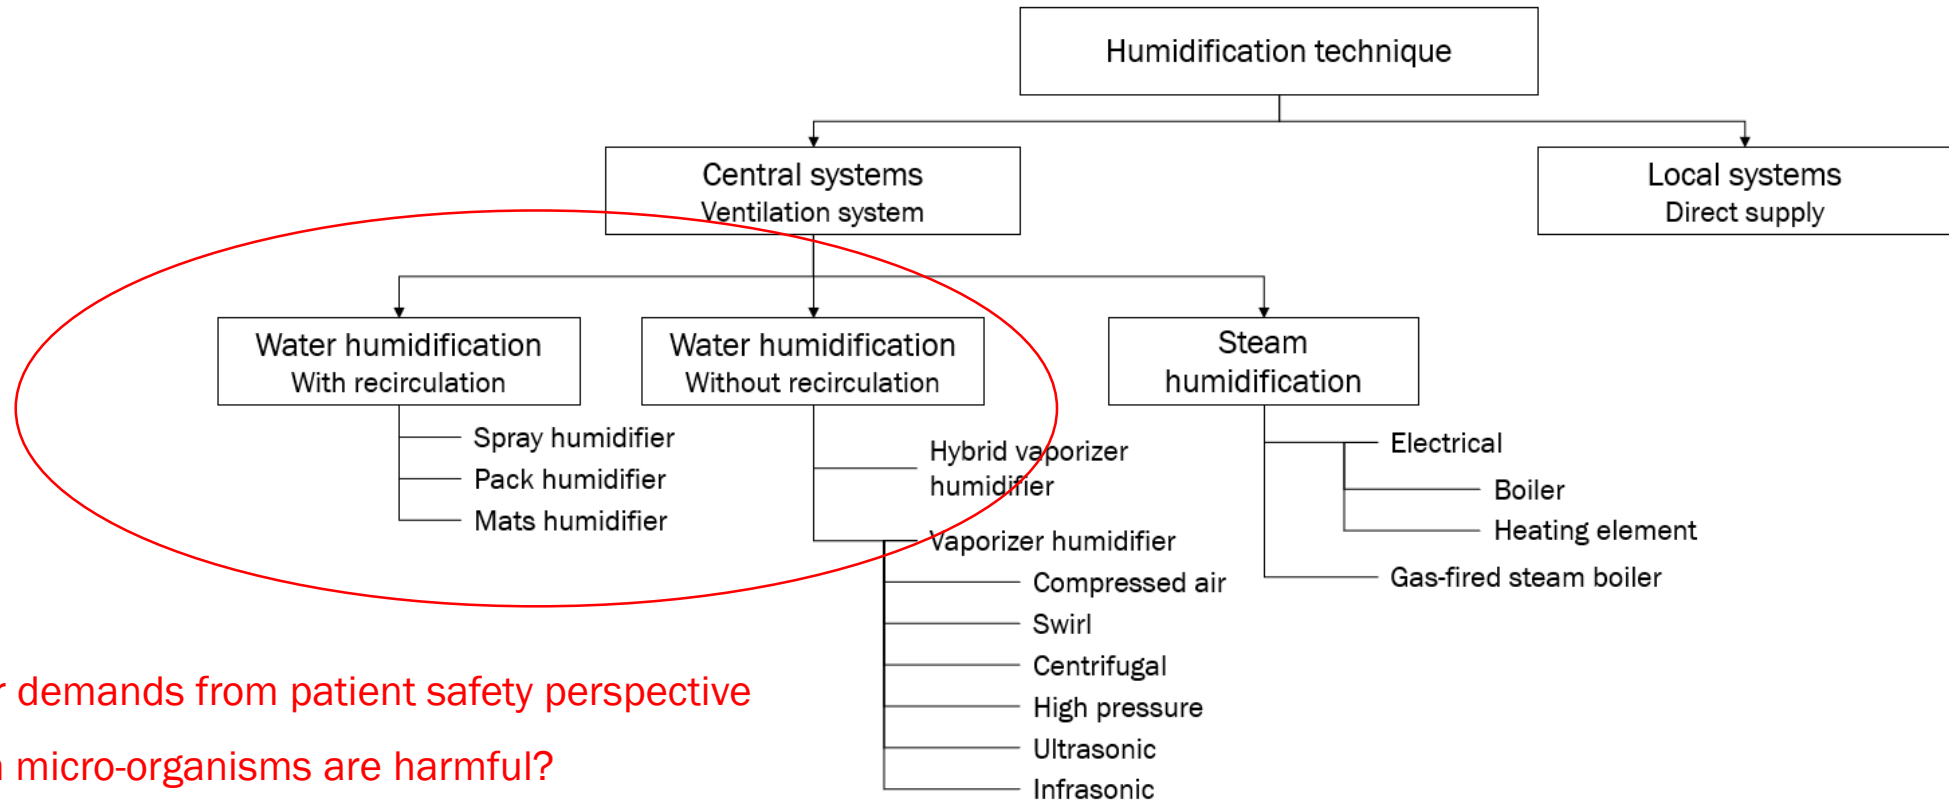 Humidification technique
Central systems
Ventilation system
Local systems
Direct supply
Water humidification
With recirculation
Water humidification
Without recirculation
Steam
humidification
Spray humidifier
Pack humidifier
Mats humidifier
Hybrid vaporizer
humidifier
Vaporizer humidifier
Compressed air
Swirl
Centrifugal
High pressure
Ultrasonic
Infrasonic
Electrical
Boiler
Heating element
Gas-fired steam boiler
demands from patient safety perspective
micro-organisms are harmful?